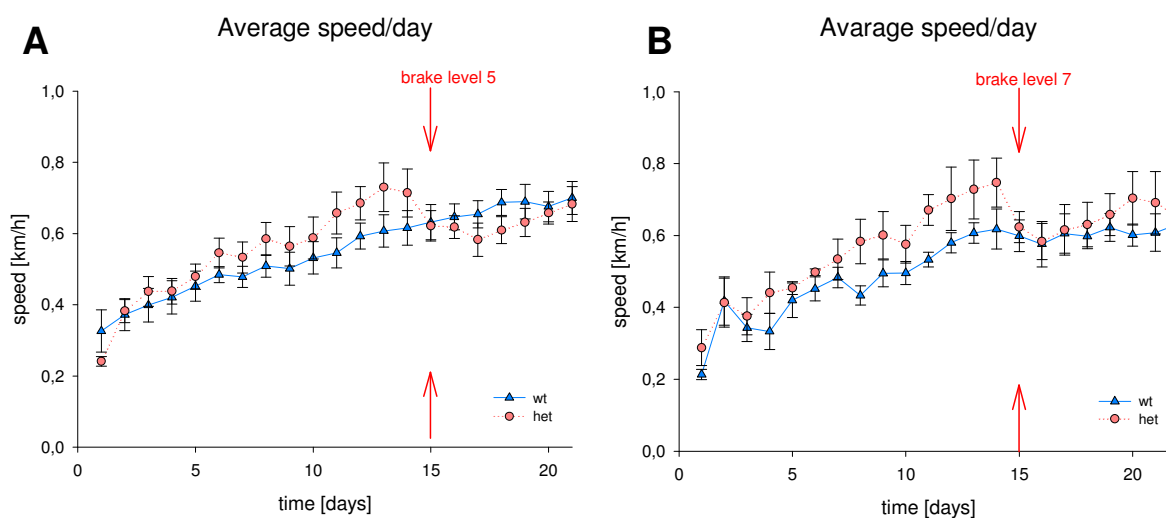 A
Average speed/day
brake level 5
1,0
0,8
0,6
0,4
0,2
0,0
speed [km/h]
wt
het
0
5
10
15
20
time [days]
B
Avarage speed/day
brake level 7
1,0
0,8
0,6
0,4
0,2
0,0
speed [km/h]
wt
het
0
5
10
15
20
time [days]